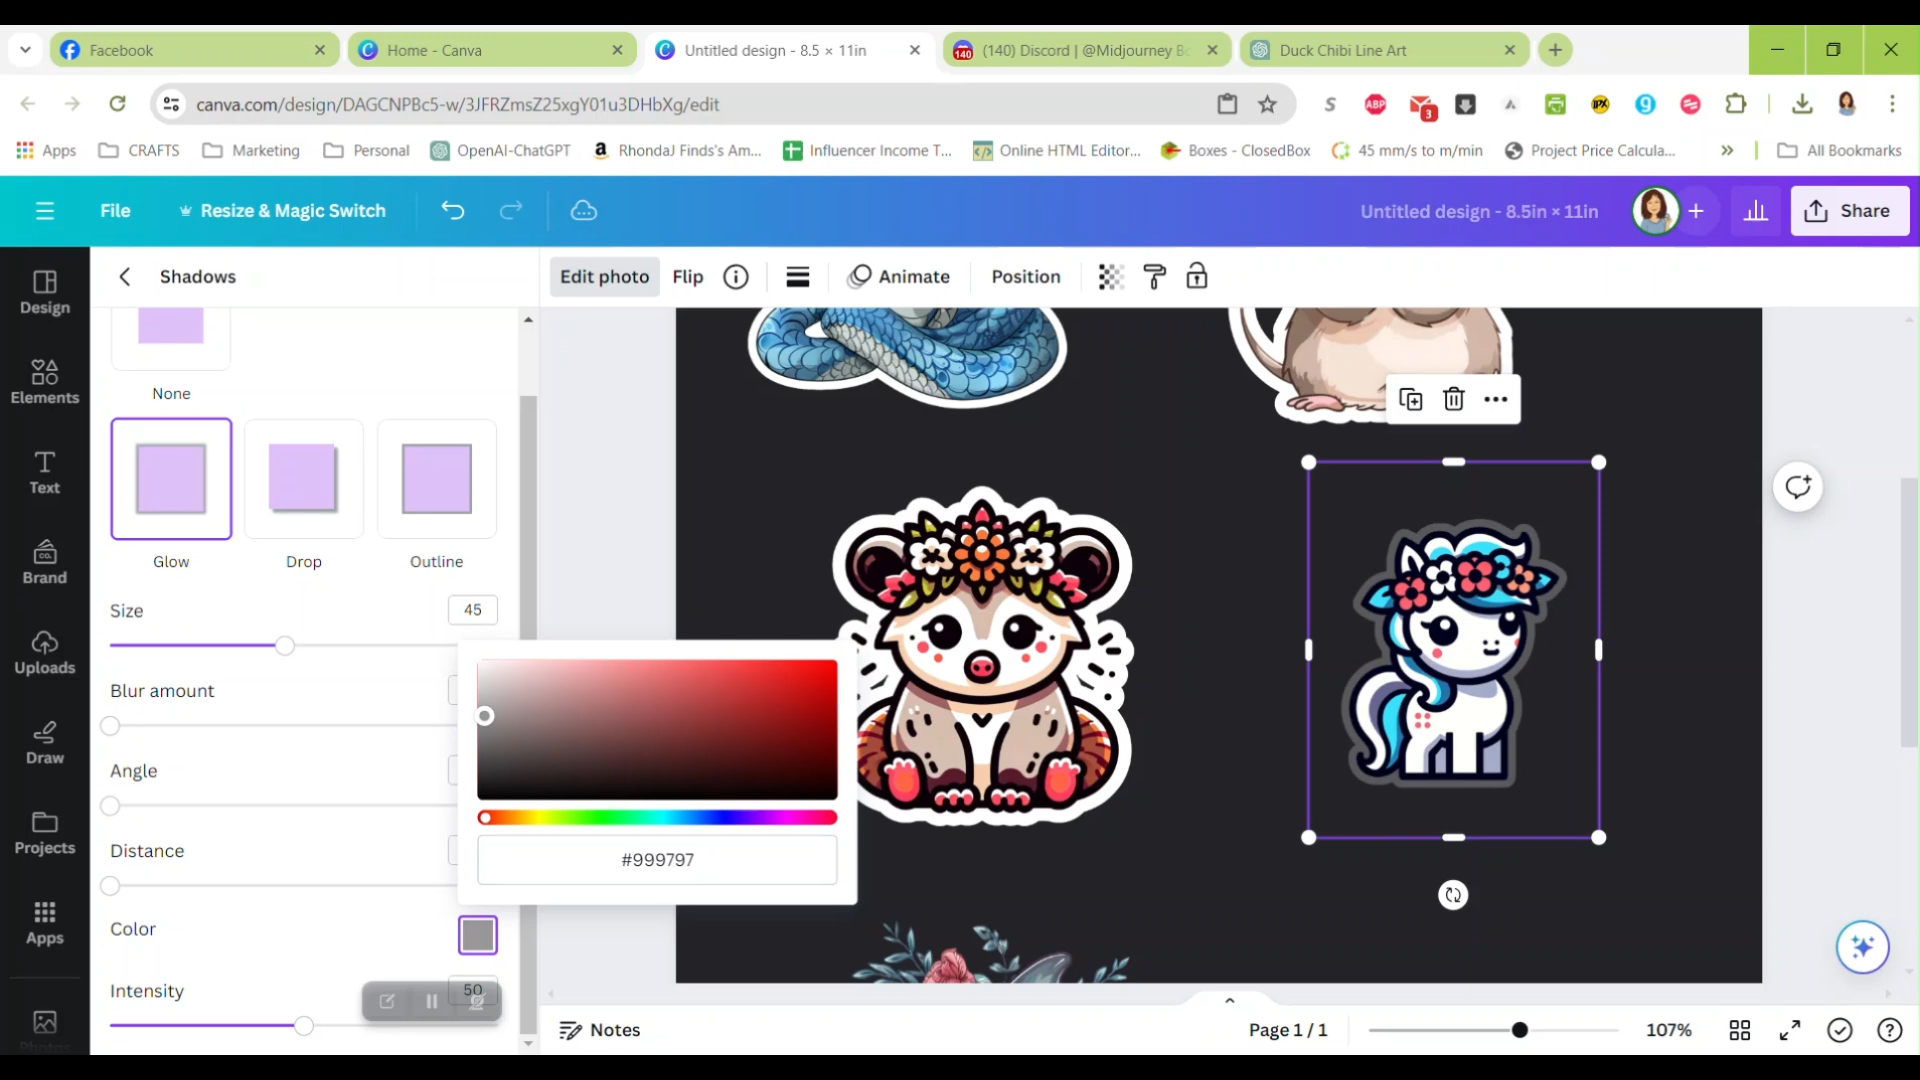 Facebook
Home - Canva
Untitled design - 8.5 × 11in
140
(140) Discord | @Midjourney B
Duck Chibi Line Art
canva.com/design/DAGCNPBc5-w/3JFRZmsZ25xgY01u3DHbXg/edit
S
ABP
3
Apps
CRAFTS
Marketing
Personal
OpenAI-ChatGPT
RhondaJ Finds's Am...
Influencer Income T...
Online HTML Editor...
Boxes - ClosedBox
45 mm/s to m/min
Project Price Calcula...
All Bookmarks
File
Resize & Magic Switch
Untitled design - 8.5in × 11in
Share
Design
Elements
Text
Brand
Uploads
Draw
Projects
Apps
Photos
Shadows
Edit photo
Flip
Animate
Position
None
Glow
Drop
Outline
Size
45
Blur amount
Angle
Distance
Color
Intensity
50
#999797
Notes
Page 1 / 1
107%